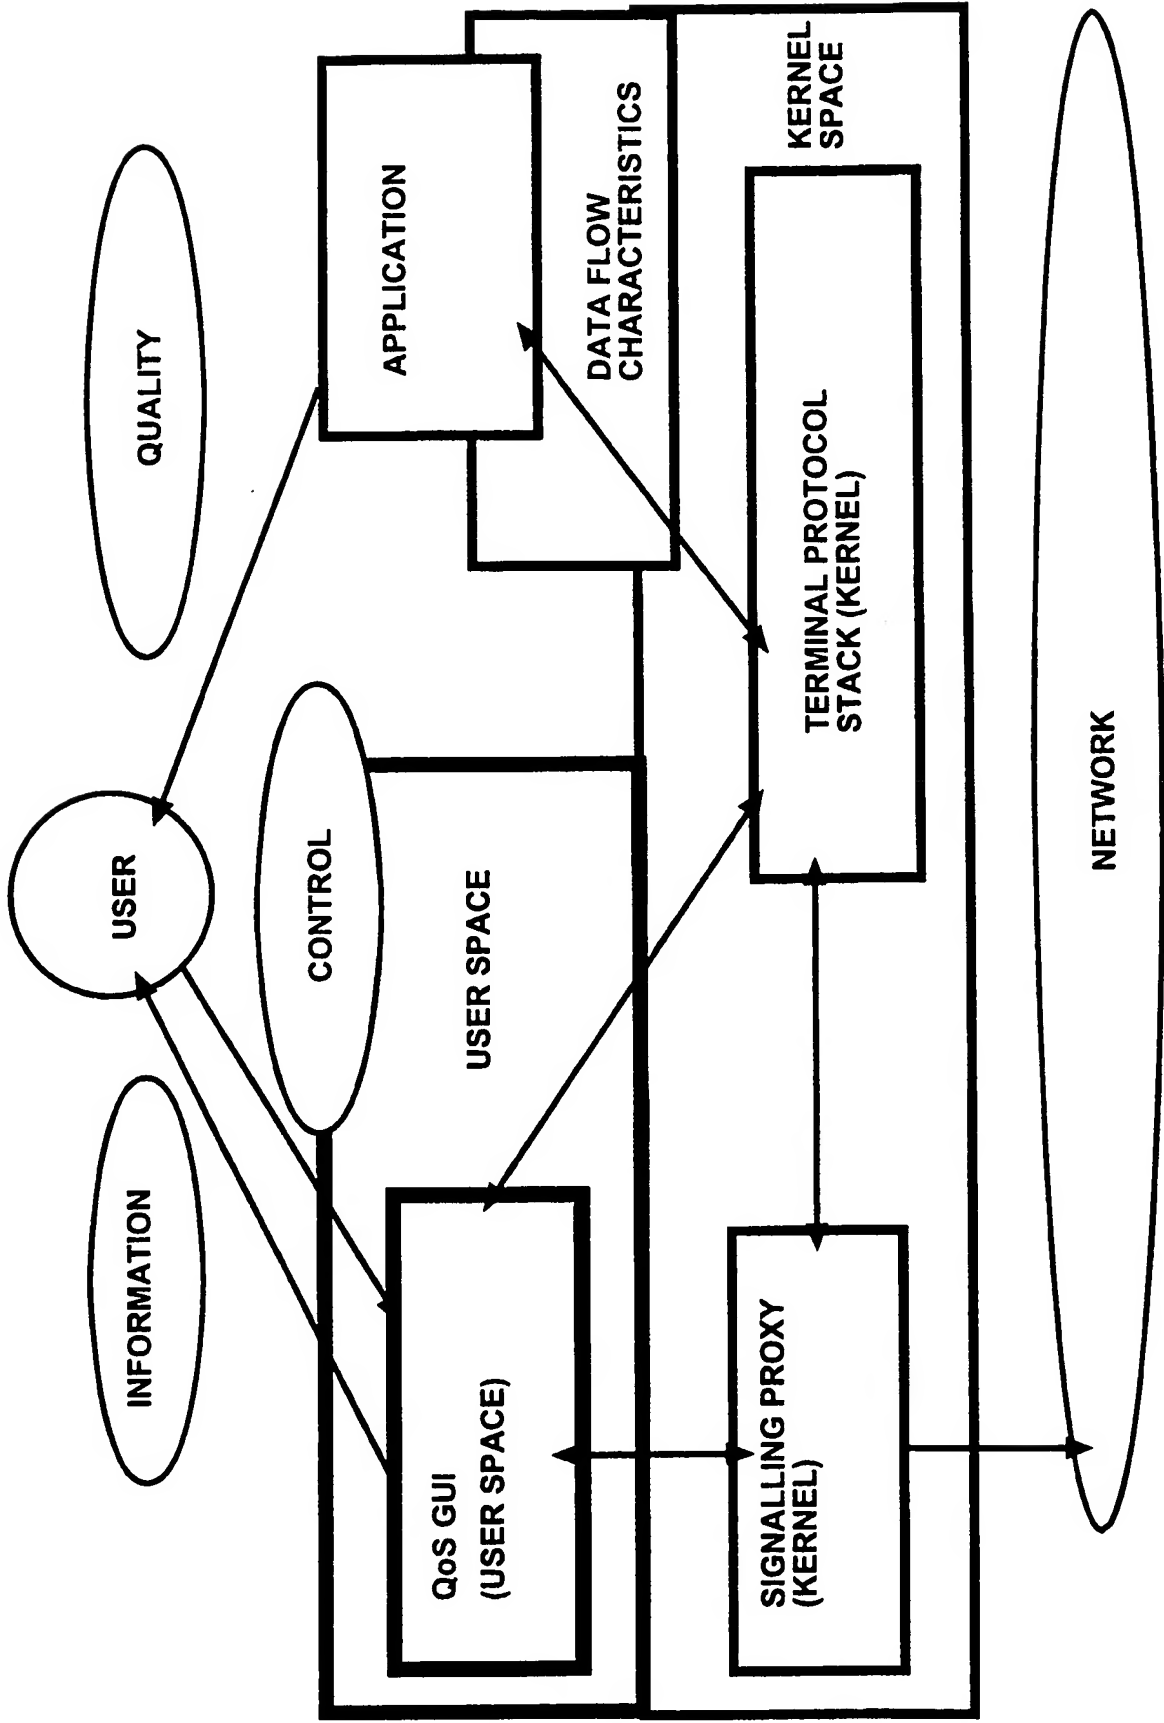 INFORMATION
USER
QUALITY
CONTROL
QoS GUI
(USER SPACE)
USER SPACE
APPLICATION
DATA FLOW
CHARACTERISTICS
SIGNALLING PROXY
(KERNEL)
TERMINAL PROTOCOL
STACK (KERNEL)
KERNEL
SPACE
NETWORK